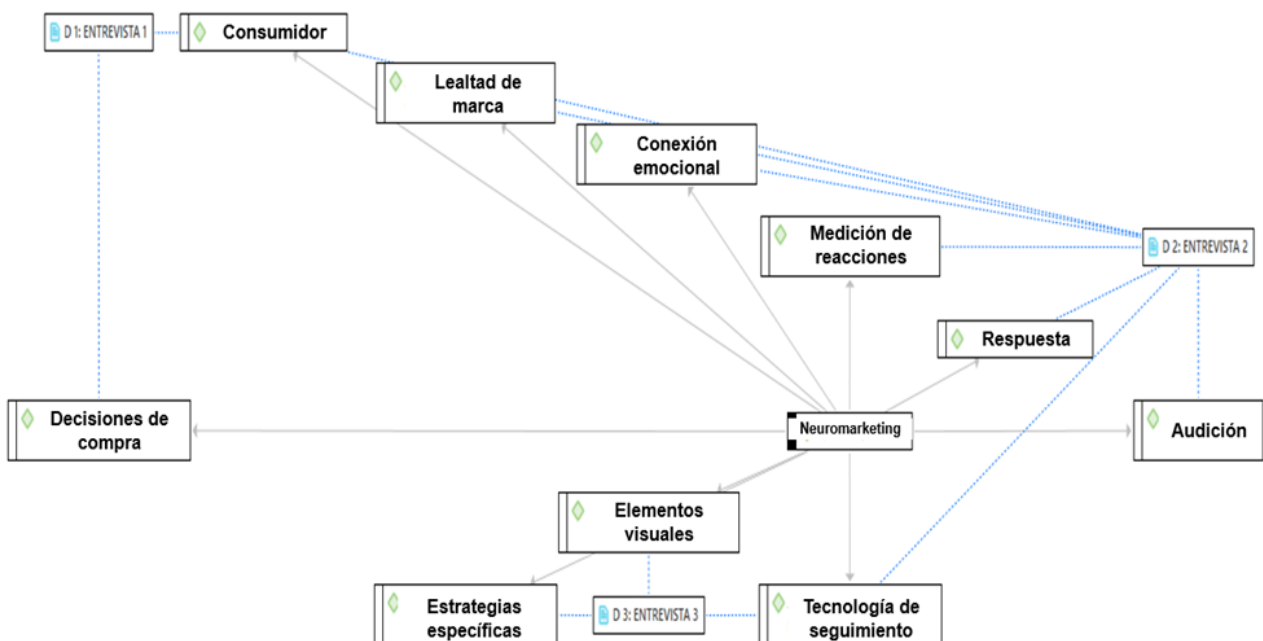 D 1: ENTREVISTA 1
Consumidor
Lealtad de
marca
Conexión
emocional
Medición de
reacciones
D 2: ENTREVISTA 2
Respuesta
Decisiones de
compra
Neuromarketing
Audición
Elementos
visuales
Estrategias
específicas
D 3: ENTREVISTA 3
Tecnología de
seguimiento